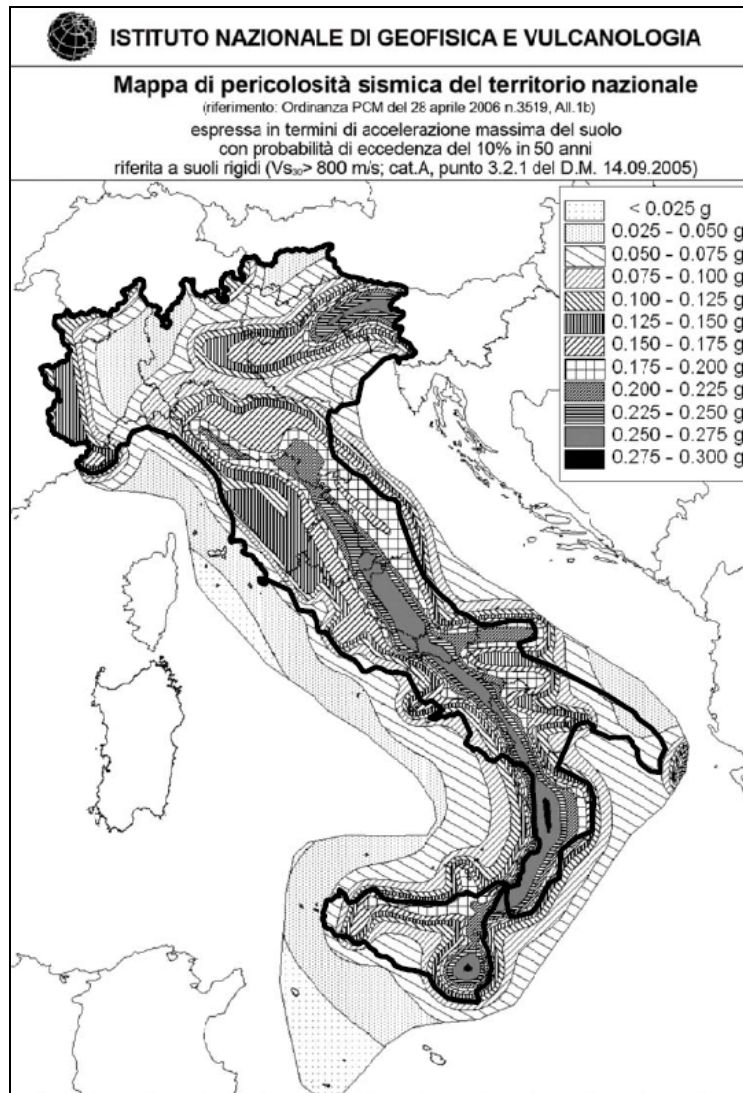 ISTITUTO NAZIONALE DI GEOFISICA E VULCANOLOGIA
Mappa di pericolosità sismica del territorio nazionale
(riferimento: Ordinanza PCM del 28 aprile 2006 n.3519, All.1b)
espressa in termini di accelerazione massima del suolo
con probabilità di eccedenza del 10% in 50 anni
riferita a suoli rigidi (Vs₃₀> 800 m/s; cat.A, punto 3.2.1 del D.M. 14.09.2005)
< 0.025 g
0.025 - 0.050 g
0.050 - 0.075 g
0.075 - 0.100 g
0.100 - 0.125 g
0.125 - 0.150 g
0.150 - 0.175 g
0.175 - 0.200 g
0.200 - 0.225 g
0.225 - 0.250 g
0.250 - 0.275 g
0.275 - 0.300 g